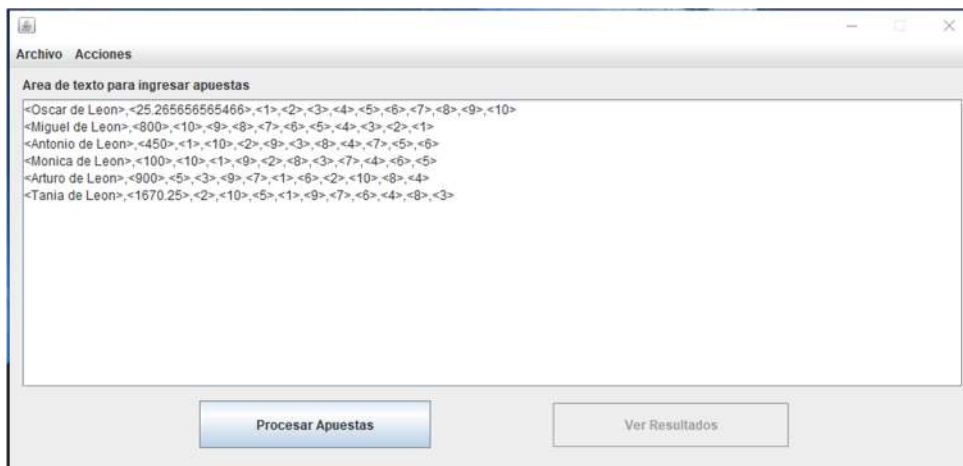 Archivo Acciones
Area de texto para ingresar apuestas
<Oscar de Leon>,<25.265656565466>,<1>,<2>,<3>,<4>,<5>,<6>,<7>,<8>,<9>,<10>
<Miguel de Leon>,<800>,<10>,<9>,<8>,<7>,<6>,<5>,<4>,<3>,<2>,<1>
<Antonio de Leon>,<450>,<1>,<10>,<2>,<9>,<3>,<8>,<4>,<7>,<5>,<6>
<Monica de Leon>,<100>,<10>,<1>,<9>,<2>,<8>,<3>,<7>,<4>,<6>,<5>
<Arturo de Leon>,<900>,<5>,<3>,<9>,<7>,<1>,<6>,<2>,<10>,<8>,<4>
<Tania de Leon>,<1670.25>,<2>,<10>,<5>,<1>,<9>,<7>,<6>,<4>,<8>,<3>
Procesar Apuestas
Ver Resultados